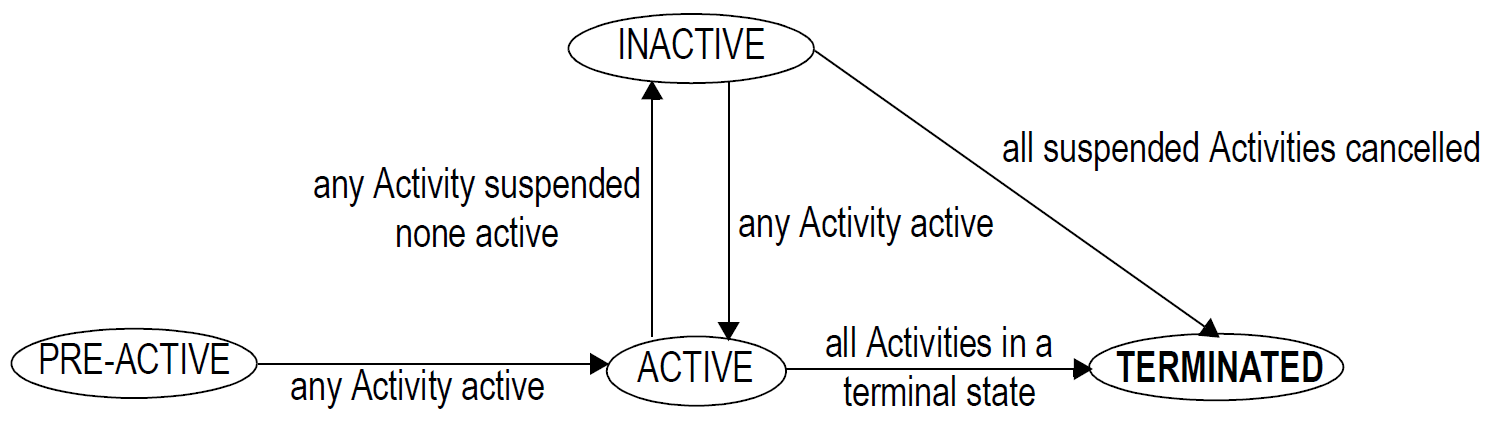 INACTIVE
all suspended Activities cancelled
any Activity suspended
none active
any Activity active
PRE-ACTIVE
any Activity active
ACTIVE
all Activities in a
terminal state
TERMINATED